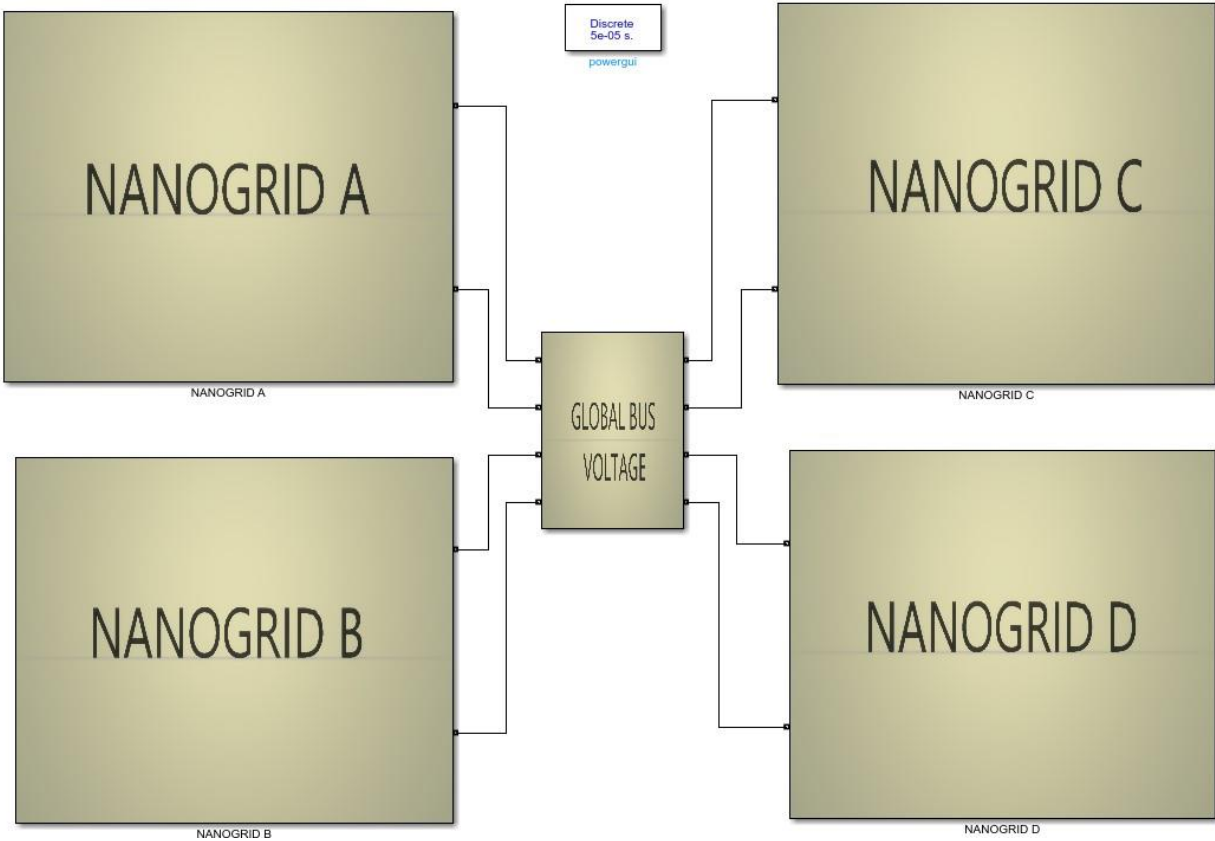 Discrete
5e-05 s.
powergui
NANOGRID A
NANOGRID A
NANOGRID C
NANOGRID C
GLOBAL BUS
VOLTAGE
NANOGRID B
NANOGRID B
NANOGRID D
NANOGRID D